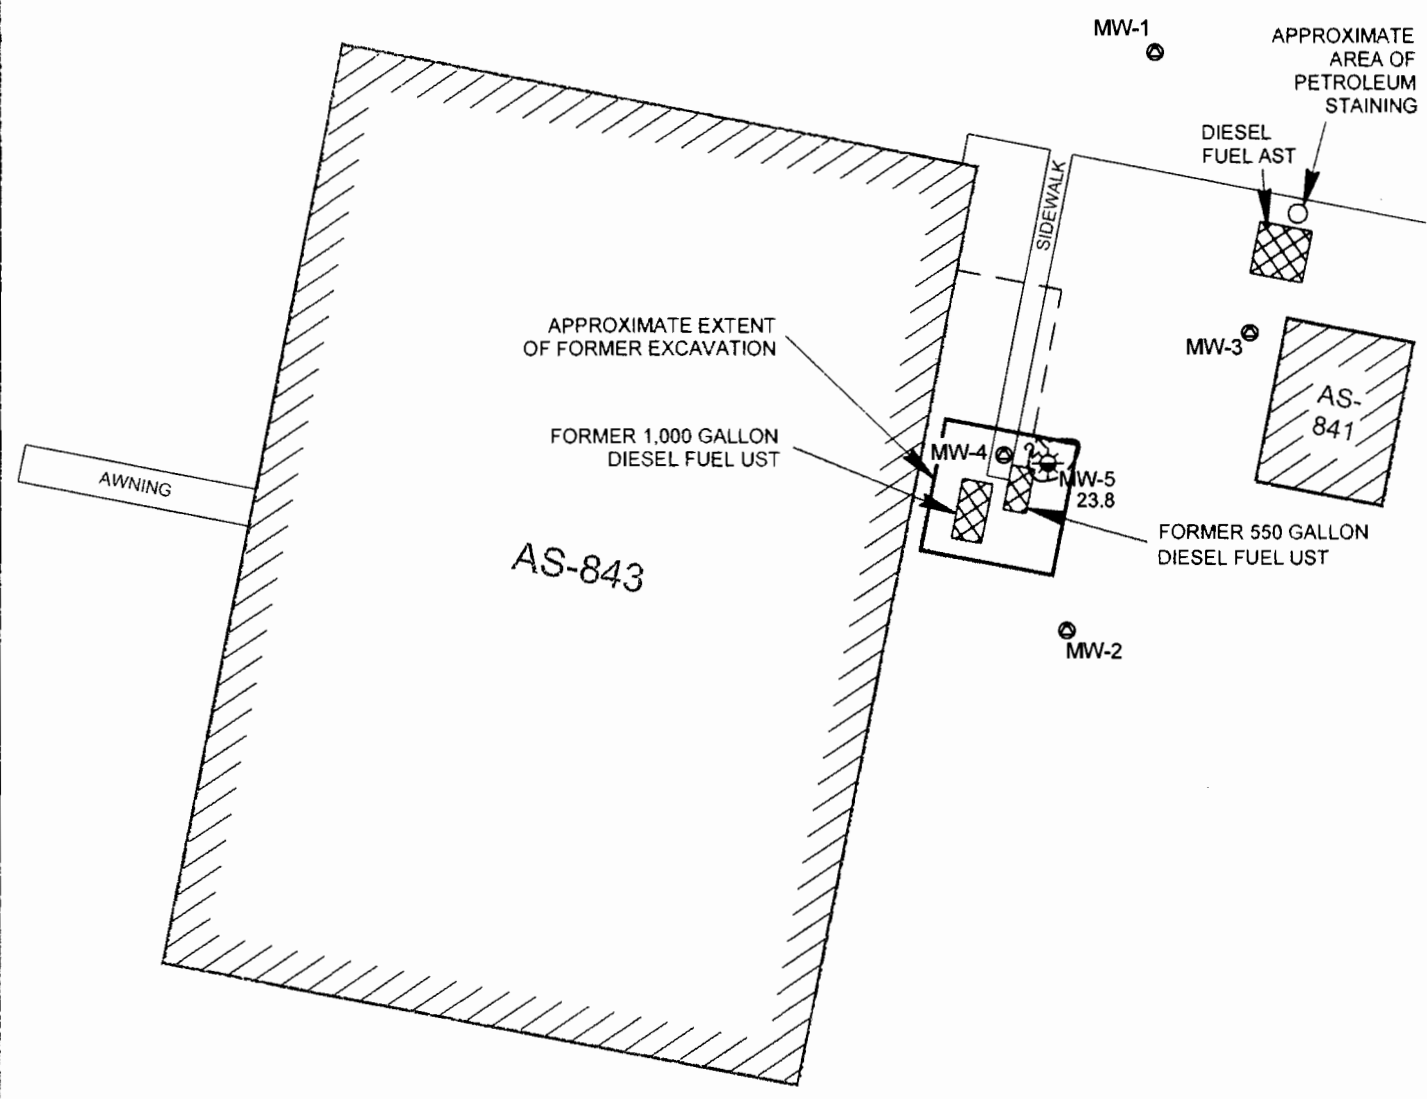 MW-1
APPROXIMATE
AREA OF
PETROLEUM
STAINING
DIESEL
FUEL AST
SIDEWALK
APPROXIMATE EXTENT
OF FORMER EXCAVATION
MW-3
AS-
841
FORMER 1,000 GALLON
DIESEL FUEL UST
MW-4
?
MW-5
23.8
AWNING
FORMER 550 GALLON
DIESEL FUEL UST
AS-843
MW-2